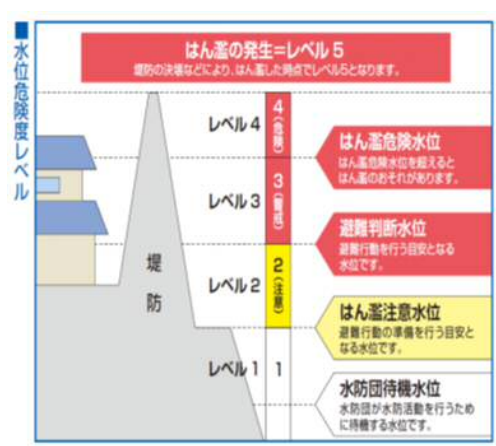 ■水位危険度レベル
はん濫の発生=レベル5
堤防の決壊などにより、はん濫した時点でレベル5となります。
レベル4
4(危険)
はん濫危険水位
はん濫危険水位を超えると
はん濫のおそれがあります。
レベル3
3(警戒)
避難判断水位
避難行動を行う目安となる
水位です。
堤防
レベル2
2(注意)
はん濫注意水位
避難行動の準備を行う目安と
なる水位です。
レベル1
1
水防団待機水位
水防団が水防活動を行うため
に待機する水位です。